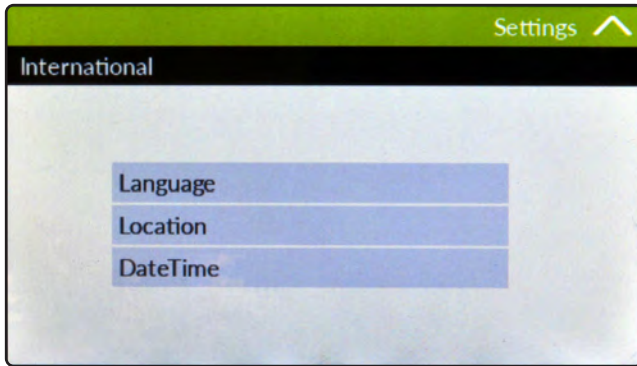 Settings
International
Language
Location
DateTime